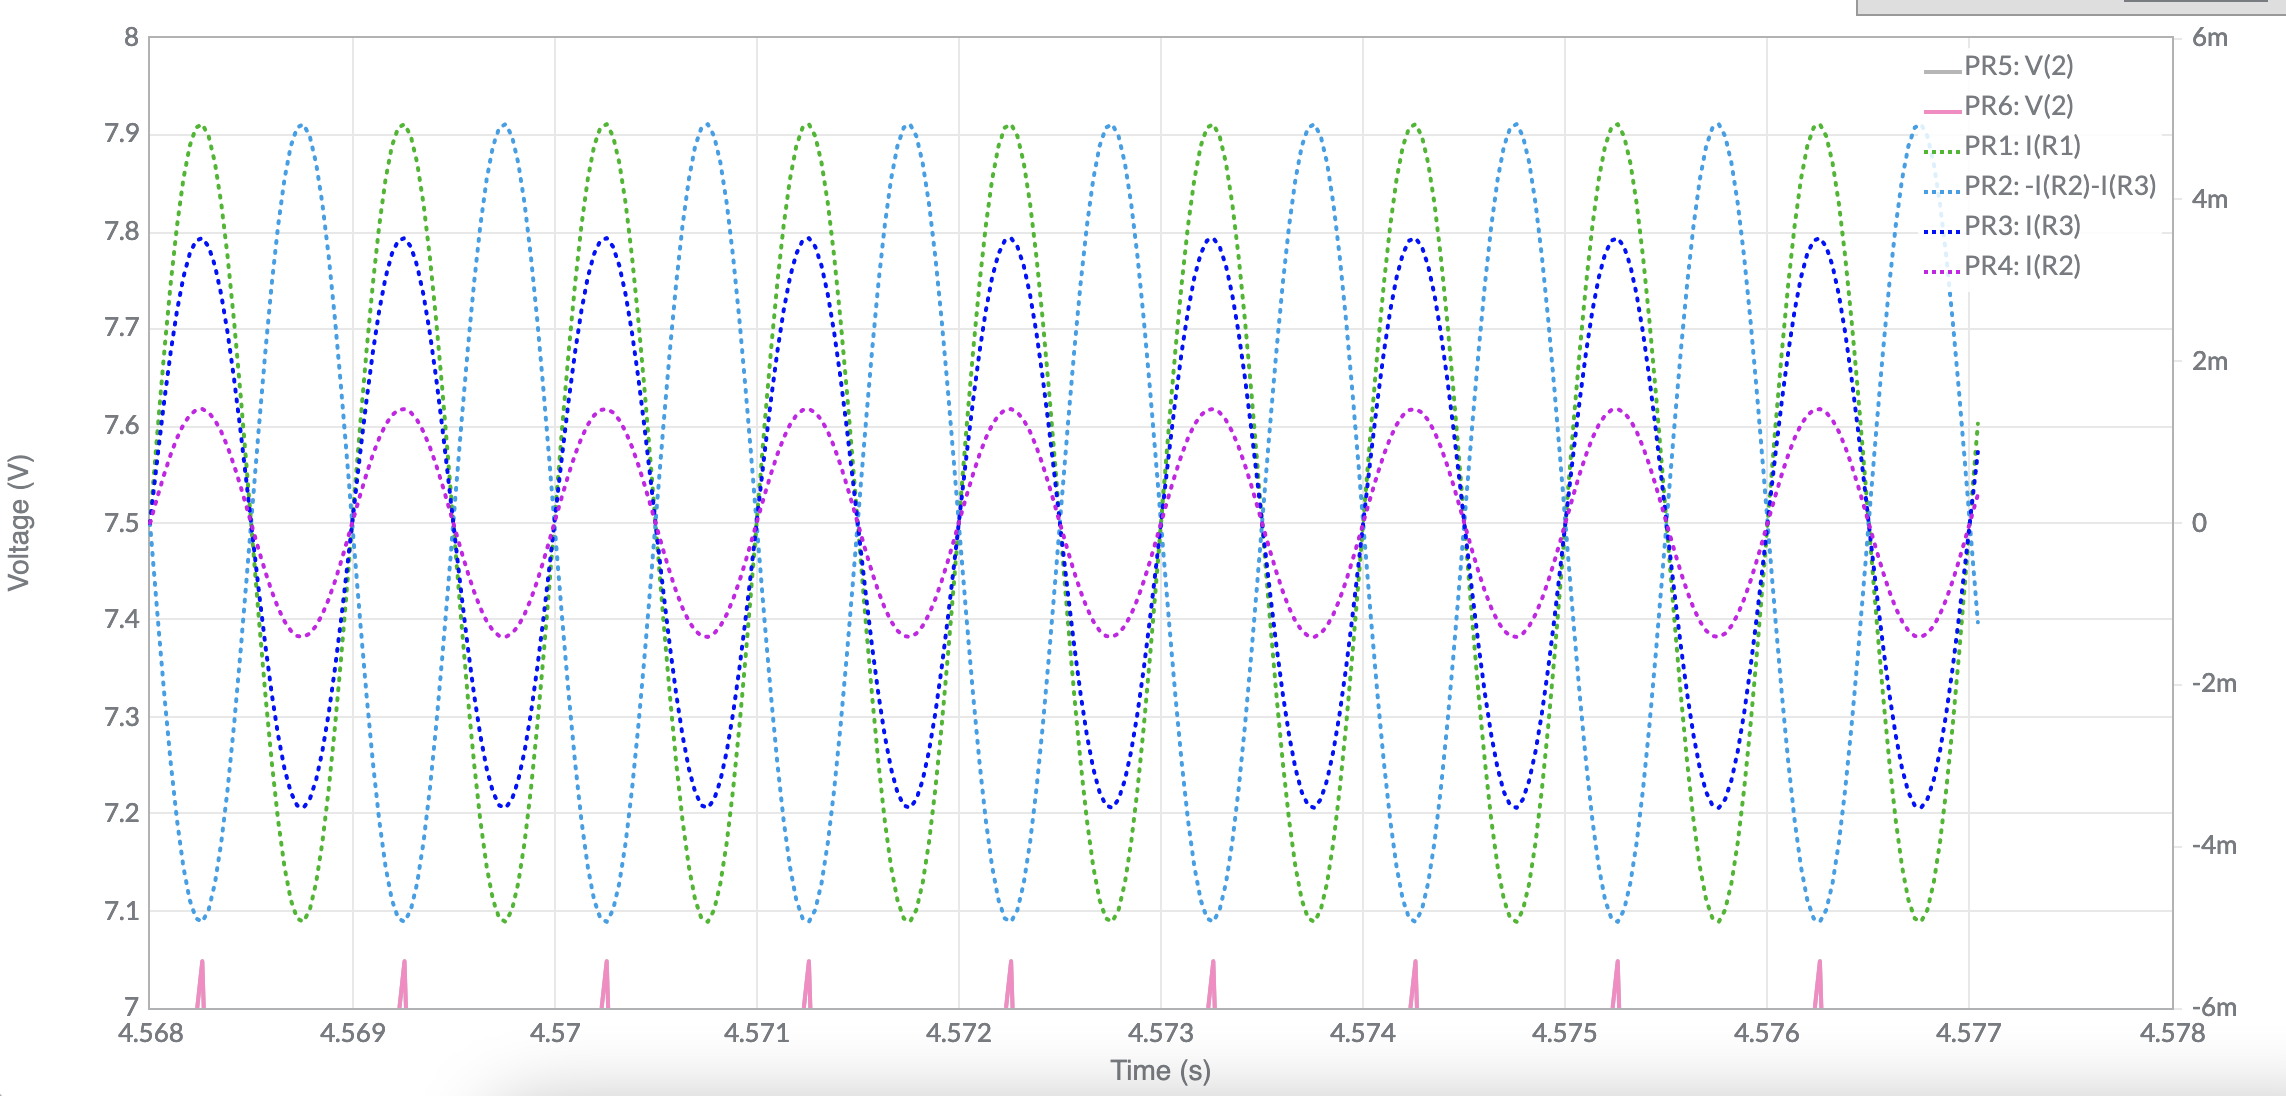 8
7.9
7.8
7.7
7.6
7.5
7.4
7.3
7.2
7.1
7
Voltage (V)
6m
4m
2m
0
-2m
-4m
-6m
PR5: V(2)
PR6: V(2)
PR1: I(R1)
PR2: -I(R2)-I(R3)
PR3: I(R3)
PR4: I(R2)
4.568 4.569 4.57 4.571 4.572 4.573 4.574 4.575 4.576 4.577 4.578
Time (s)